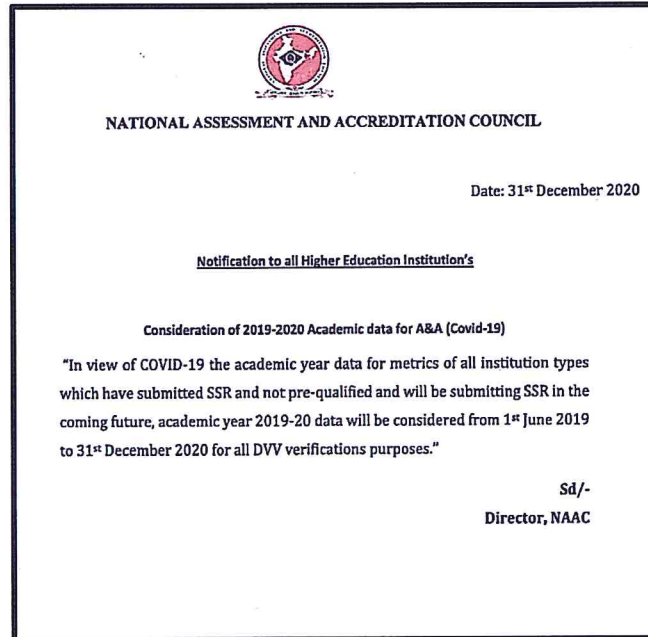 NATIONAL ASSESSMENT AND ACCREDITATION COUNCIL
Date: 31st December 2020
Notification to all Higher Education Institution's
Consideration of 2019-2020 Academic data for A&A (Covid-19)
"In view of COVID-19 the academic year data for metrics of all institution types
which have submitted SSR and not pre-qualified and will be submitting SSR in the
coming future, academic year 2019-20 data will be considered from 1st June 2019
to 31st December 2020 for all DVV verifications purposes."
Sd/-
Director, NAAC